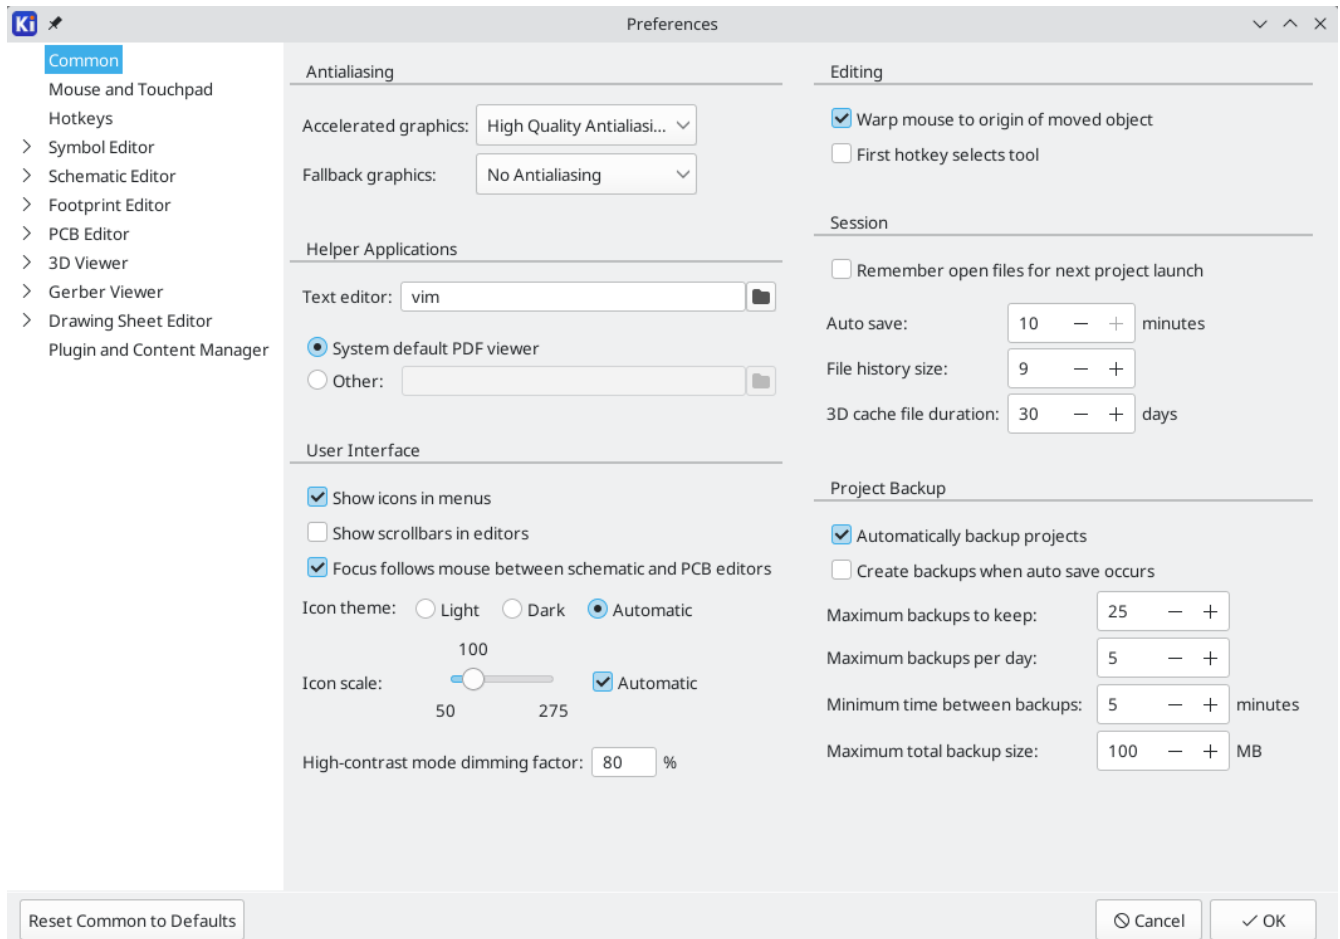 Ki Preferences
Common
Mouse and Touchpad
Hotkeys
Symbol Editor
Schematic Editor
Footprint Editor
PCB Editor
3D Viewer
Gerber Viewer
Drawing Sheet Editor
Plugin and Content Manager
Antialiasing
Accelerated graphics: High Quality Antialiasi...
Fallback graphics: No Antialiasing
Helper Applications
Text editor: vim
System default PDF viewer
Other:
User Interface
Show icons in menus
Show scrollbars in editors
Focus follows mouse between schematic and PCB editors
Icon theme: Light Dark Automatic
100
Icon scale: Automatic
50 275
High-contrast mode dimming factor: 80 %
Editing
Warp mouse to origin of moved object
First hotkey selects tool
Session
Remember open files for next project launch
Auto save: 10 − + minutes
File history size: 9 − +
3D cache file duration: 30 − + days
Project Backup
Automatically backup projects
Create backups when auto save occurs
Maximum backups to keep: 25 − +
Maximum backups per day: 5 − +
Minimum time between backups: 5 − + minutes
Maximum total backup size: 100 − + MB
Reset Common to Defaults
Cancel
OK